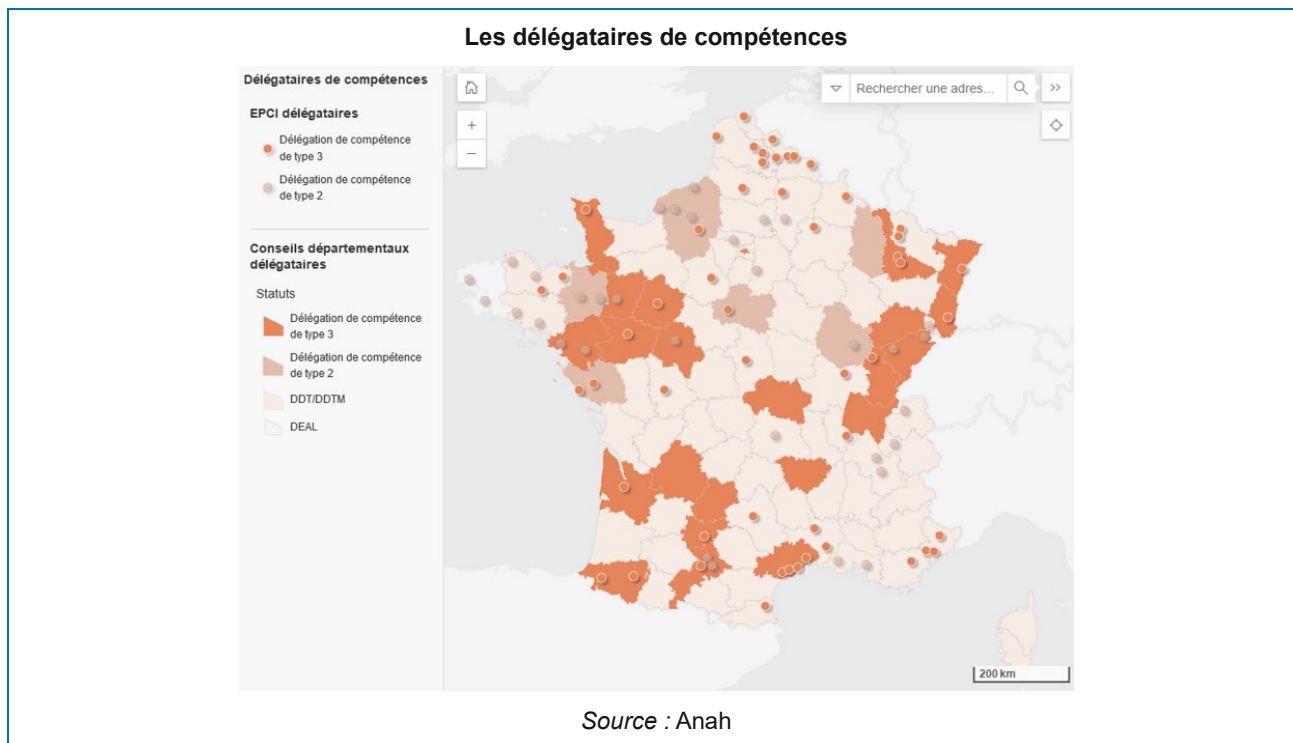 Les délégataires de compétences
Délégataires de compétences
EPCI délégataires
Délégation de compétence
de type 3
Délégation de compétence
de type 2
Conseils départementaux
délégataires
Statuts
Délégation de compétence
de type 3
Délégation de compétence
de type 2
DDT/DDTM
DEAL
Rechercher une adres...
200 km
Source : Anah